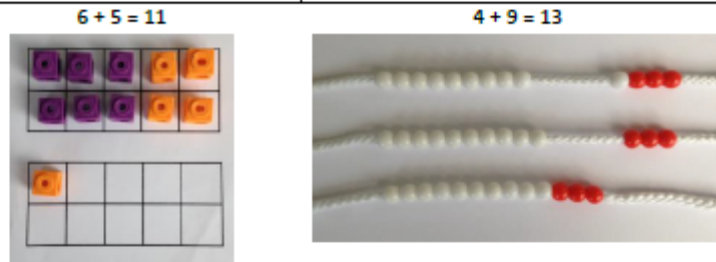 6 + 5 = 11
4 + 9 = 13